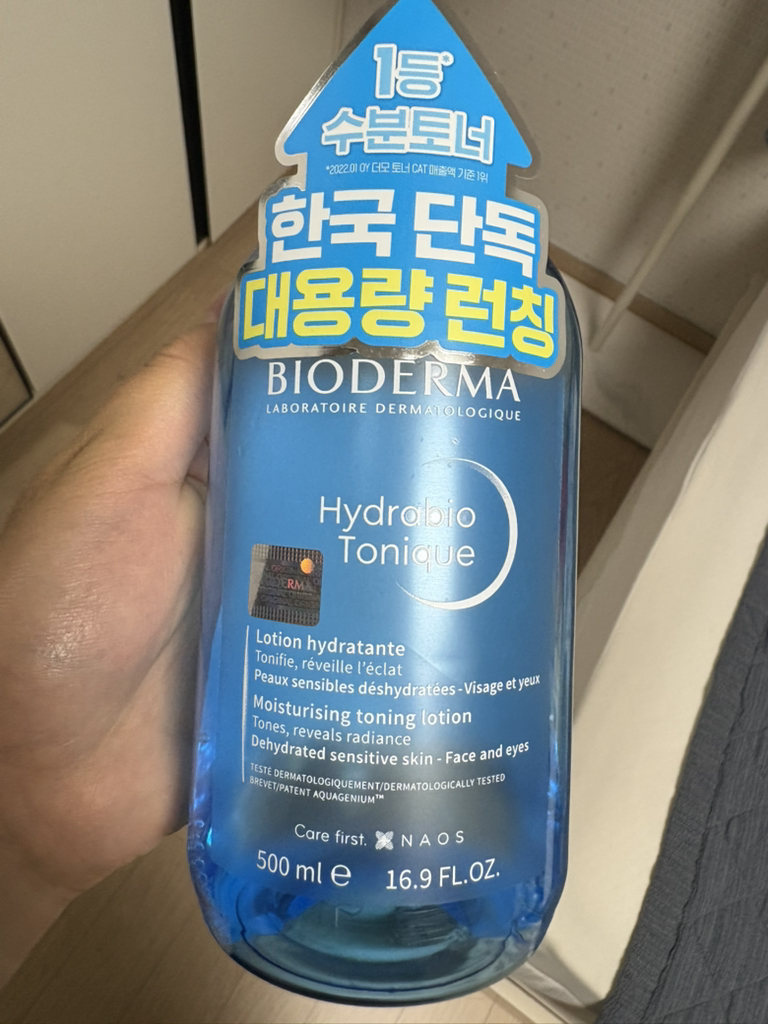 1등*
수분토너
*2022.01 OY 더모 토너 CAT 매출액 기준 1위
한국 단독
대용량 런칭
BIODERMA
LABORATOIRE DERMATOLOGIQUE
Hydrabio
Tonique
BIODERMA
Lotion hydratante
Tonifie, réveille l'éclat
Peaux sensibles déshydratées - Visage et yeux
Moisturising toning lotion
Tones, reveals radiance
Dehydrated sensitive skin - Face and eyes
TESTÉ DERMATOLOGIQUEMENT/DERMATOLOGICALLY TESTED
BREVET/PATENT AQUAGENIUM™
Care first. NAOS
500 ml e 16.9 FL.OZ.